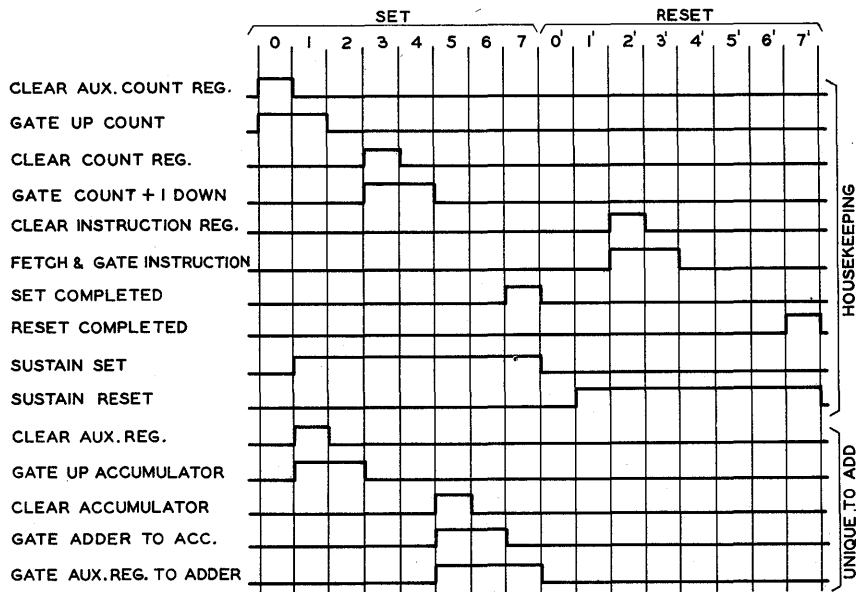 SET RESET
0 1 2 3 4 5 6 7 0' 1' 2' 3' 4' 5' 6' 7'
CLEAR AUX. COUNT REG.
GATE UP COUNT
CLEAR COUNT REG.
GATE COUNT + 1 DOWN
CLEAR INSTRUCTION REG.
FETCH & GATE INSTRUCTION
SET COMPLETED
RESET COMPLETED
SUSTAIN SET
SUSTAIN RESET
HOUSEKEEPING
CLEAR AUX. REG.
GATE UP ACCUMULATOR
CLEAR ACCUMULATOR
GATE ADDER TO ACC.
GATE AUX. REG. TO ADDER
UNIQUE TO ADD